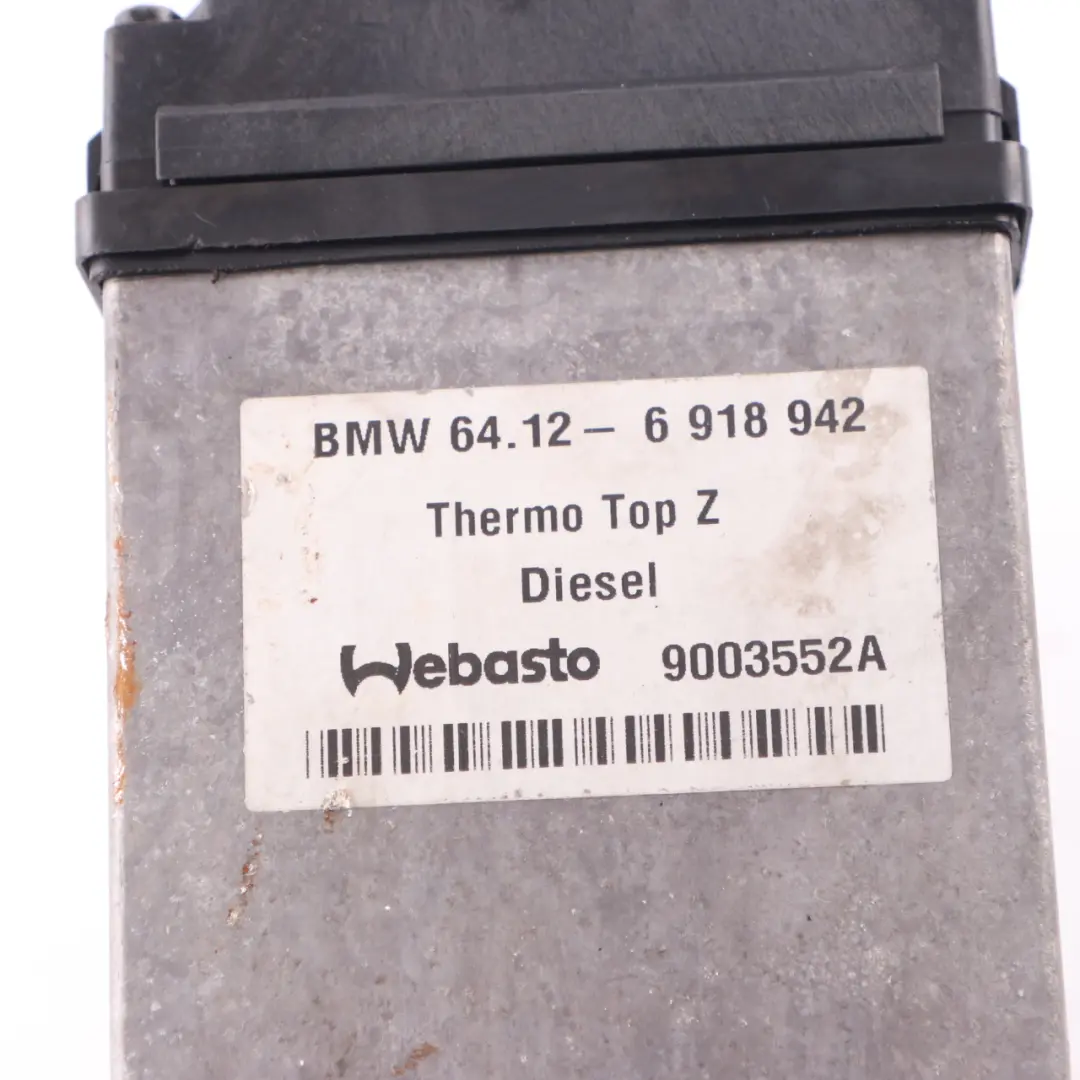 BMW 64.12 – 6 918 942
Thermo Top Z
Diesel
Webasto 9003552A